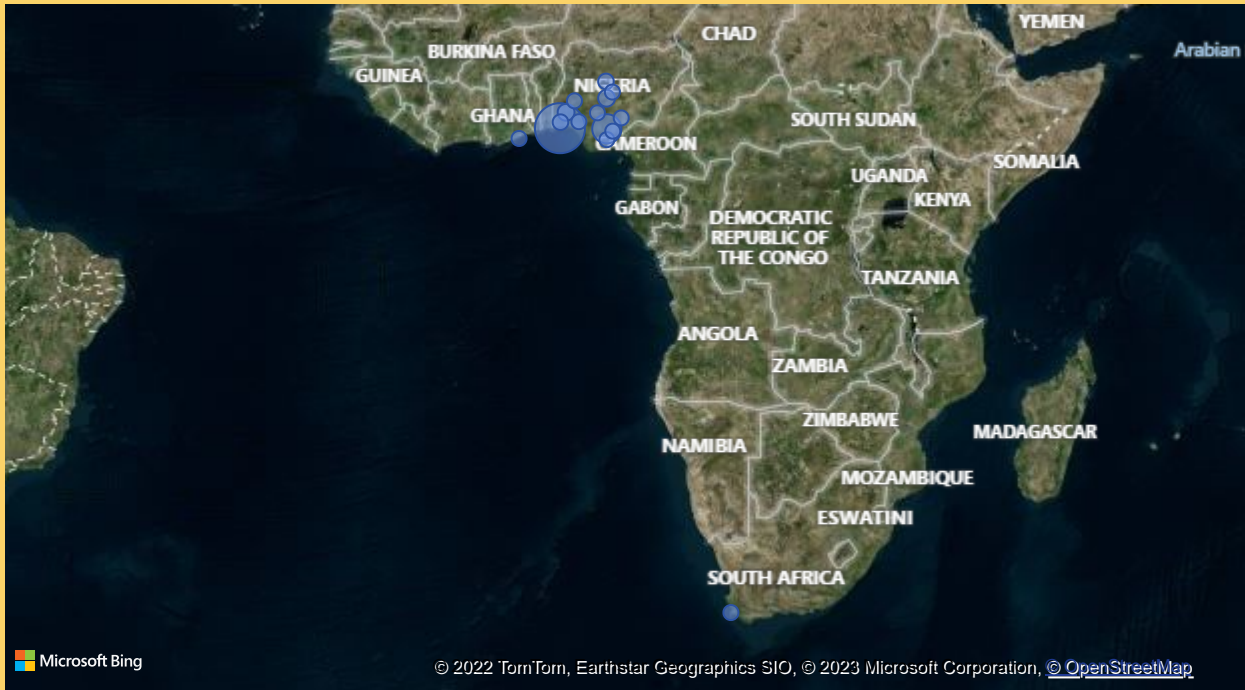 YEMEN
CHAD
Arabian
BURKINA FASO
GUINEA
NIGERIA
GHANA
SOUTH SUDAN
CAMEROON
SOMALIA
UGANDA
KENYA
GABON
DEMOCRATIC
REPUBLIC OF
THE CONGO
TANZANIA
ANGOLA
ZAMBIA
ZIMBABWE
MADAGASCAR
NAMIBIA
MOZAMBIQUE
ESWATINI
SOUTH AFRICA
Microsoft Bing
© 2022 TomTom, Earthstar Geographics SIO, © 2023 Microsoft Corporation, © OpenStreetMap